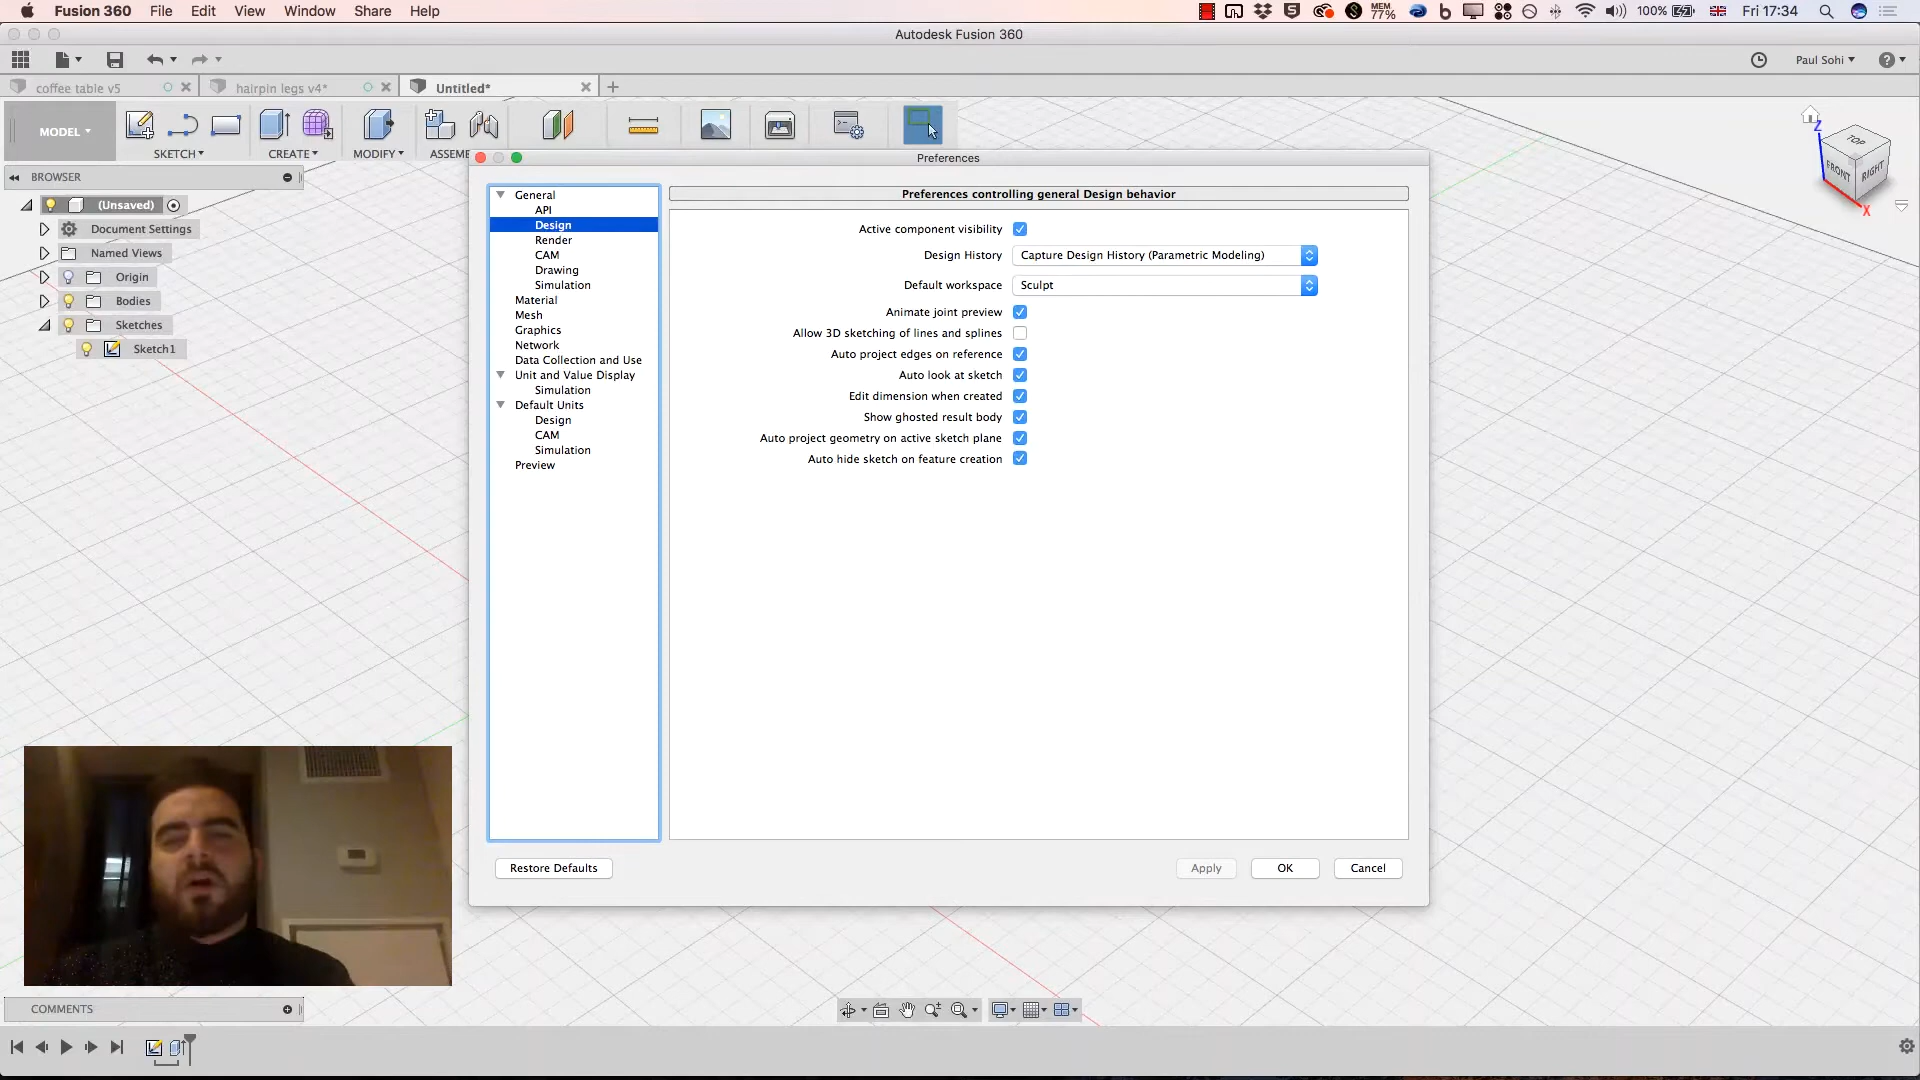 Fusion 360 File Edit View Window Share Help
MEM 77% 100% Fri 17:34
Autodesk Fusion 360
Paul Sohi
coffee table v5 hairpin legs v4* Untitled*
MODEL
SKETCH CREATE MODIFY ASSEME
BROWSER
(Unsaved)
Document Settings
Named Views
Origin
Bodies
Sketches
Sketch1
Preferences
General
API
Design
Render
CAM
Drawing
Simulation
Material
Mesh
Graphics
Network
Data Collection and Use
Unit and Value Display
Simulation
Default Units
Design
CAM
Simulation
Preview
Preferences controlling general Design behavior
Active component visibility
Design History Capture Design History (Parametric Modeling)
Default workspace Sculpt
Animate joint preview
Allow 3D sketching of lines and splines
Auto project edges on reference
Auto look at sketch
Edit dimension when created
Show ghosted result body
Auto project geometry on active sketch plane
Auto hide sketch on feature creation
Restore Defaults Apply OK Cancel
Z
TOP
FRONT RIGHT
X
COMMENTS